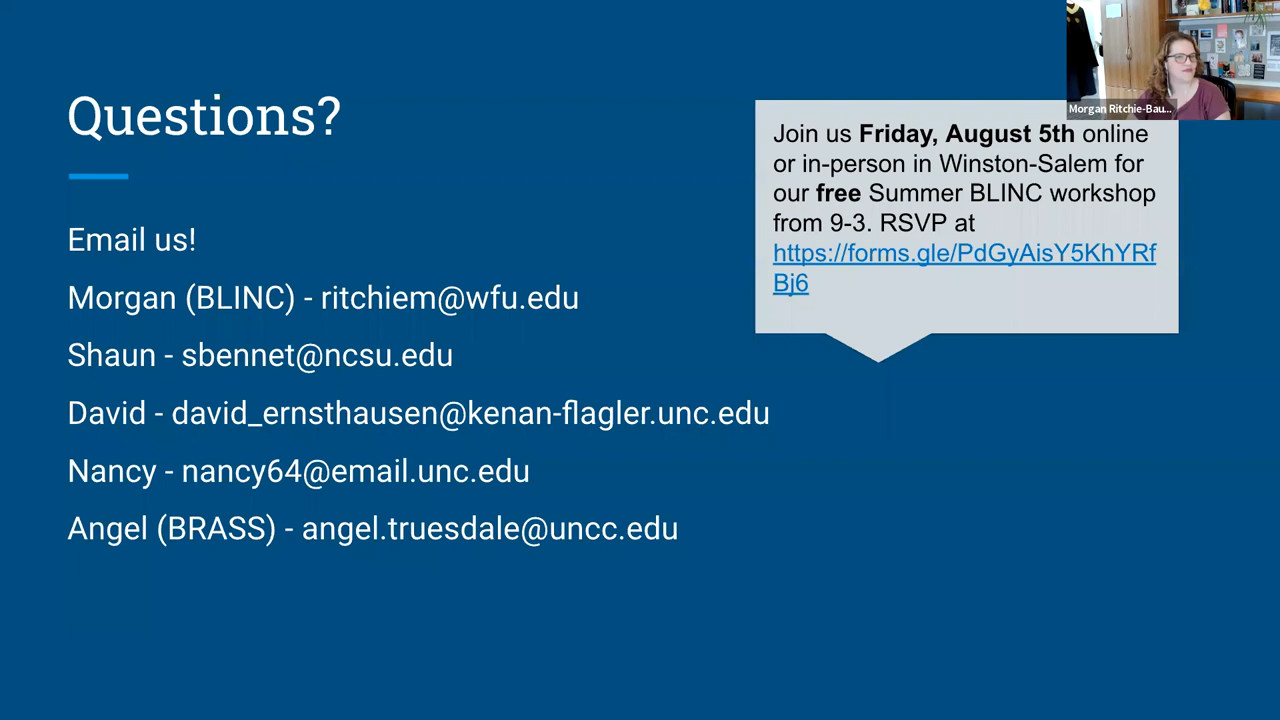 Questions?
Email us!
Morgan (BLINC) - ritchiem@wfu.edu
Shaun - sbennet@ncsu.edu
David - david_ernsthausen@kenan-flagler.unc.edu
Nancy - nancy64@email.unc.edu
Angel (BRASS) - angel.truesdale@uncc.edu
Join us Friday, August 5th online
or in-person in Winston-Salem for
our free Summer BLINC workshop
from 9-3. RSVP at
https://forms.gle/PdGyAisY5KhYRf
Bj6
Morgan Ritchie-Bau...